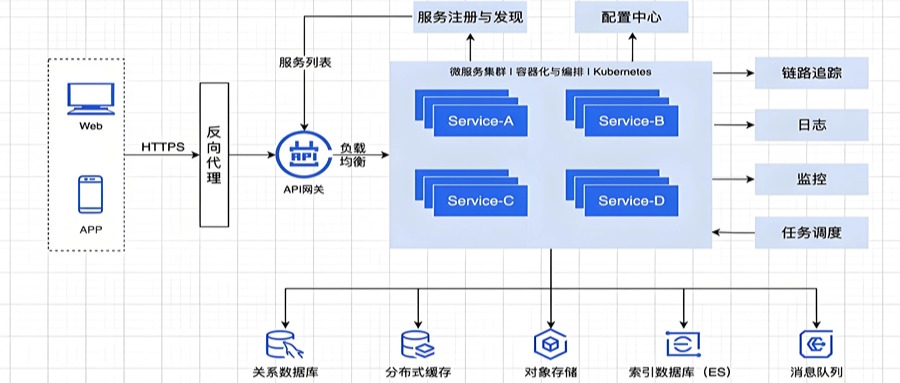 服务注册与发现
配置中心
服务列表
微服务集群 | 容器化与编排 | Kubernetes
链路追踪
Web
Service-A
Service-B
日志
HTTPS
反向代理
API
负载
均衡
API网关
监控
APP
Service-C
Service-D
任务调度
关系数据库
分布式缓存
对象存储
索引数据库（ES）
消息队列